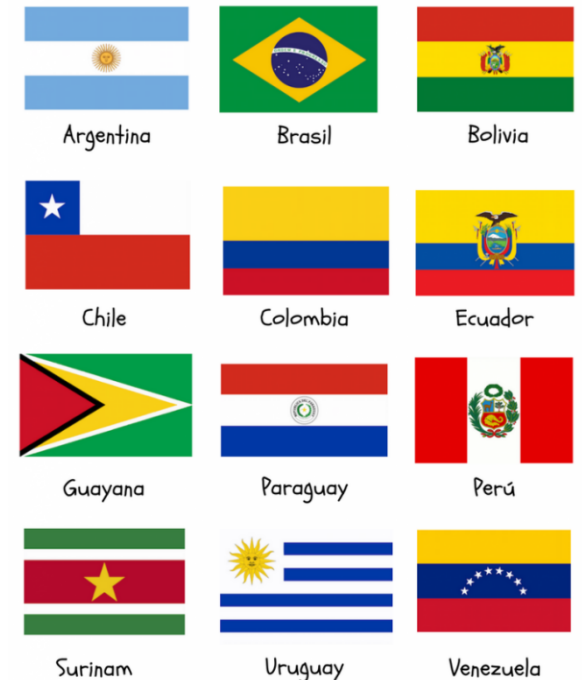 Argentina
Brasil
Bolivia
Chile
Colombia
Ecuador
Guayana
Paraguay
Perú
Surinam
Uruguay
Venezuela